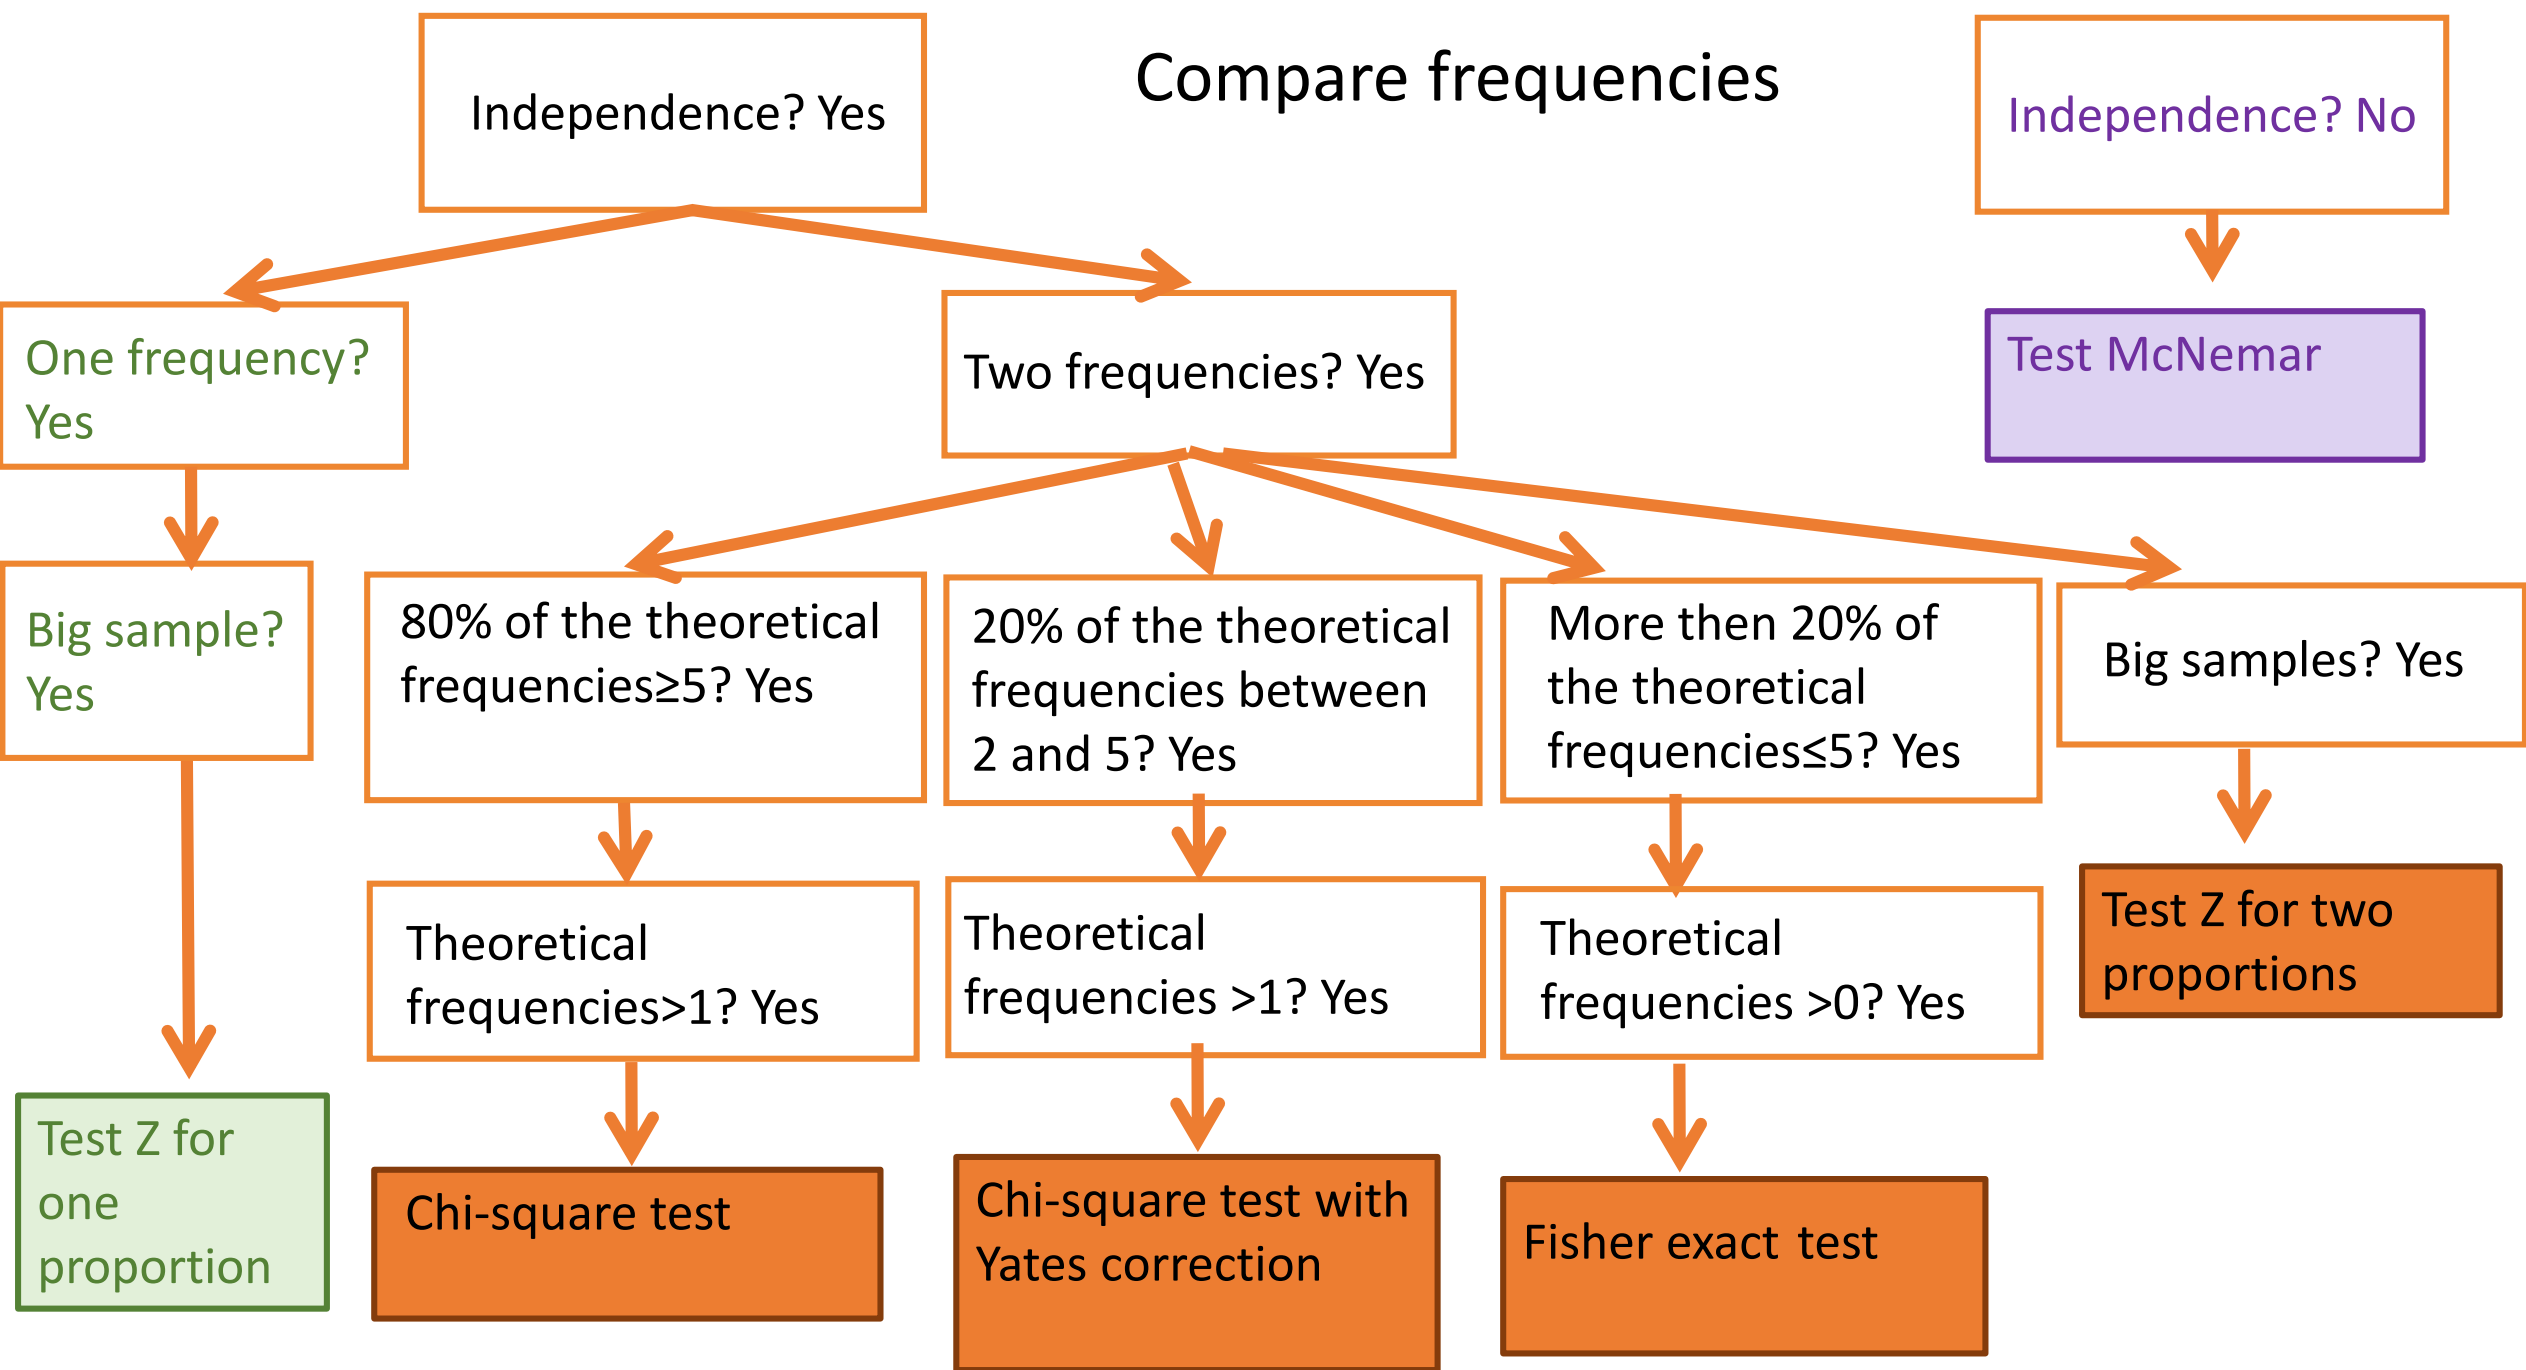 Compare frequencies
Independence? Yes
Independence? No
One frequency?
Yes
Two frequencies? Yes
Test McNemar
Big sample?
Yes
80% of the theoretical
frequencies≥5? Yes
20% of the theoretical
frequencies between
2 and 5? Yes
More then 20% of
the theoretical
frequencies≤5? Yes
Big samples? Yes
Theoretical
frequencies>1? Yes
Theoretical
frequencies >1? Yes
Theoretical
frequencies >0? Yes
Test Z for two
proportions
Test Z for
one
proportion
Chi-square test
Chi-square test with
Yates correction
Fisher exact test